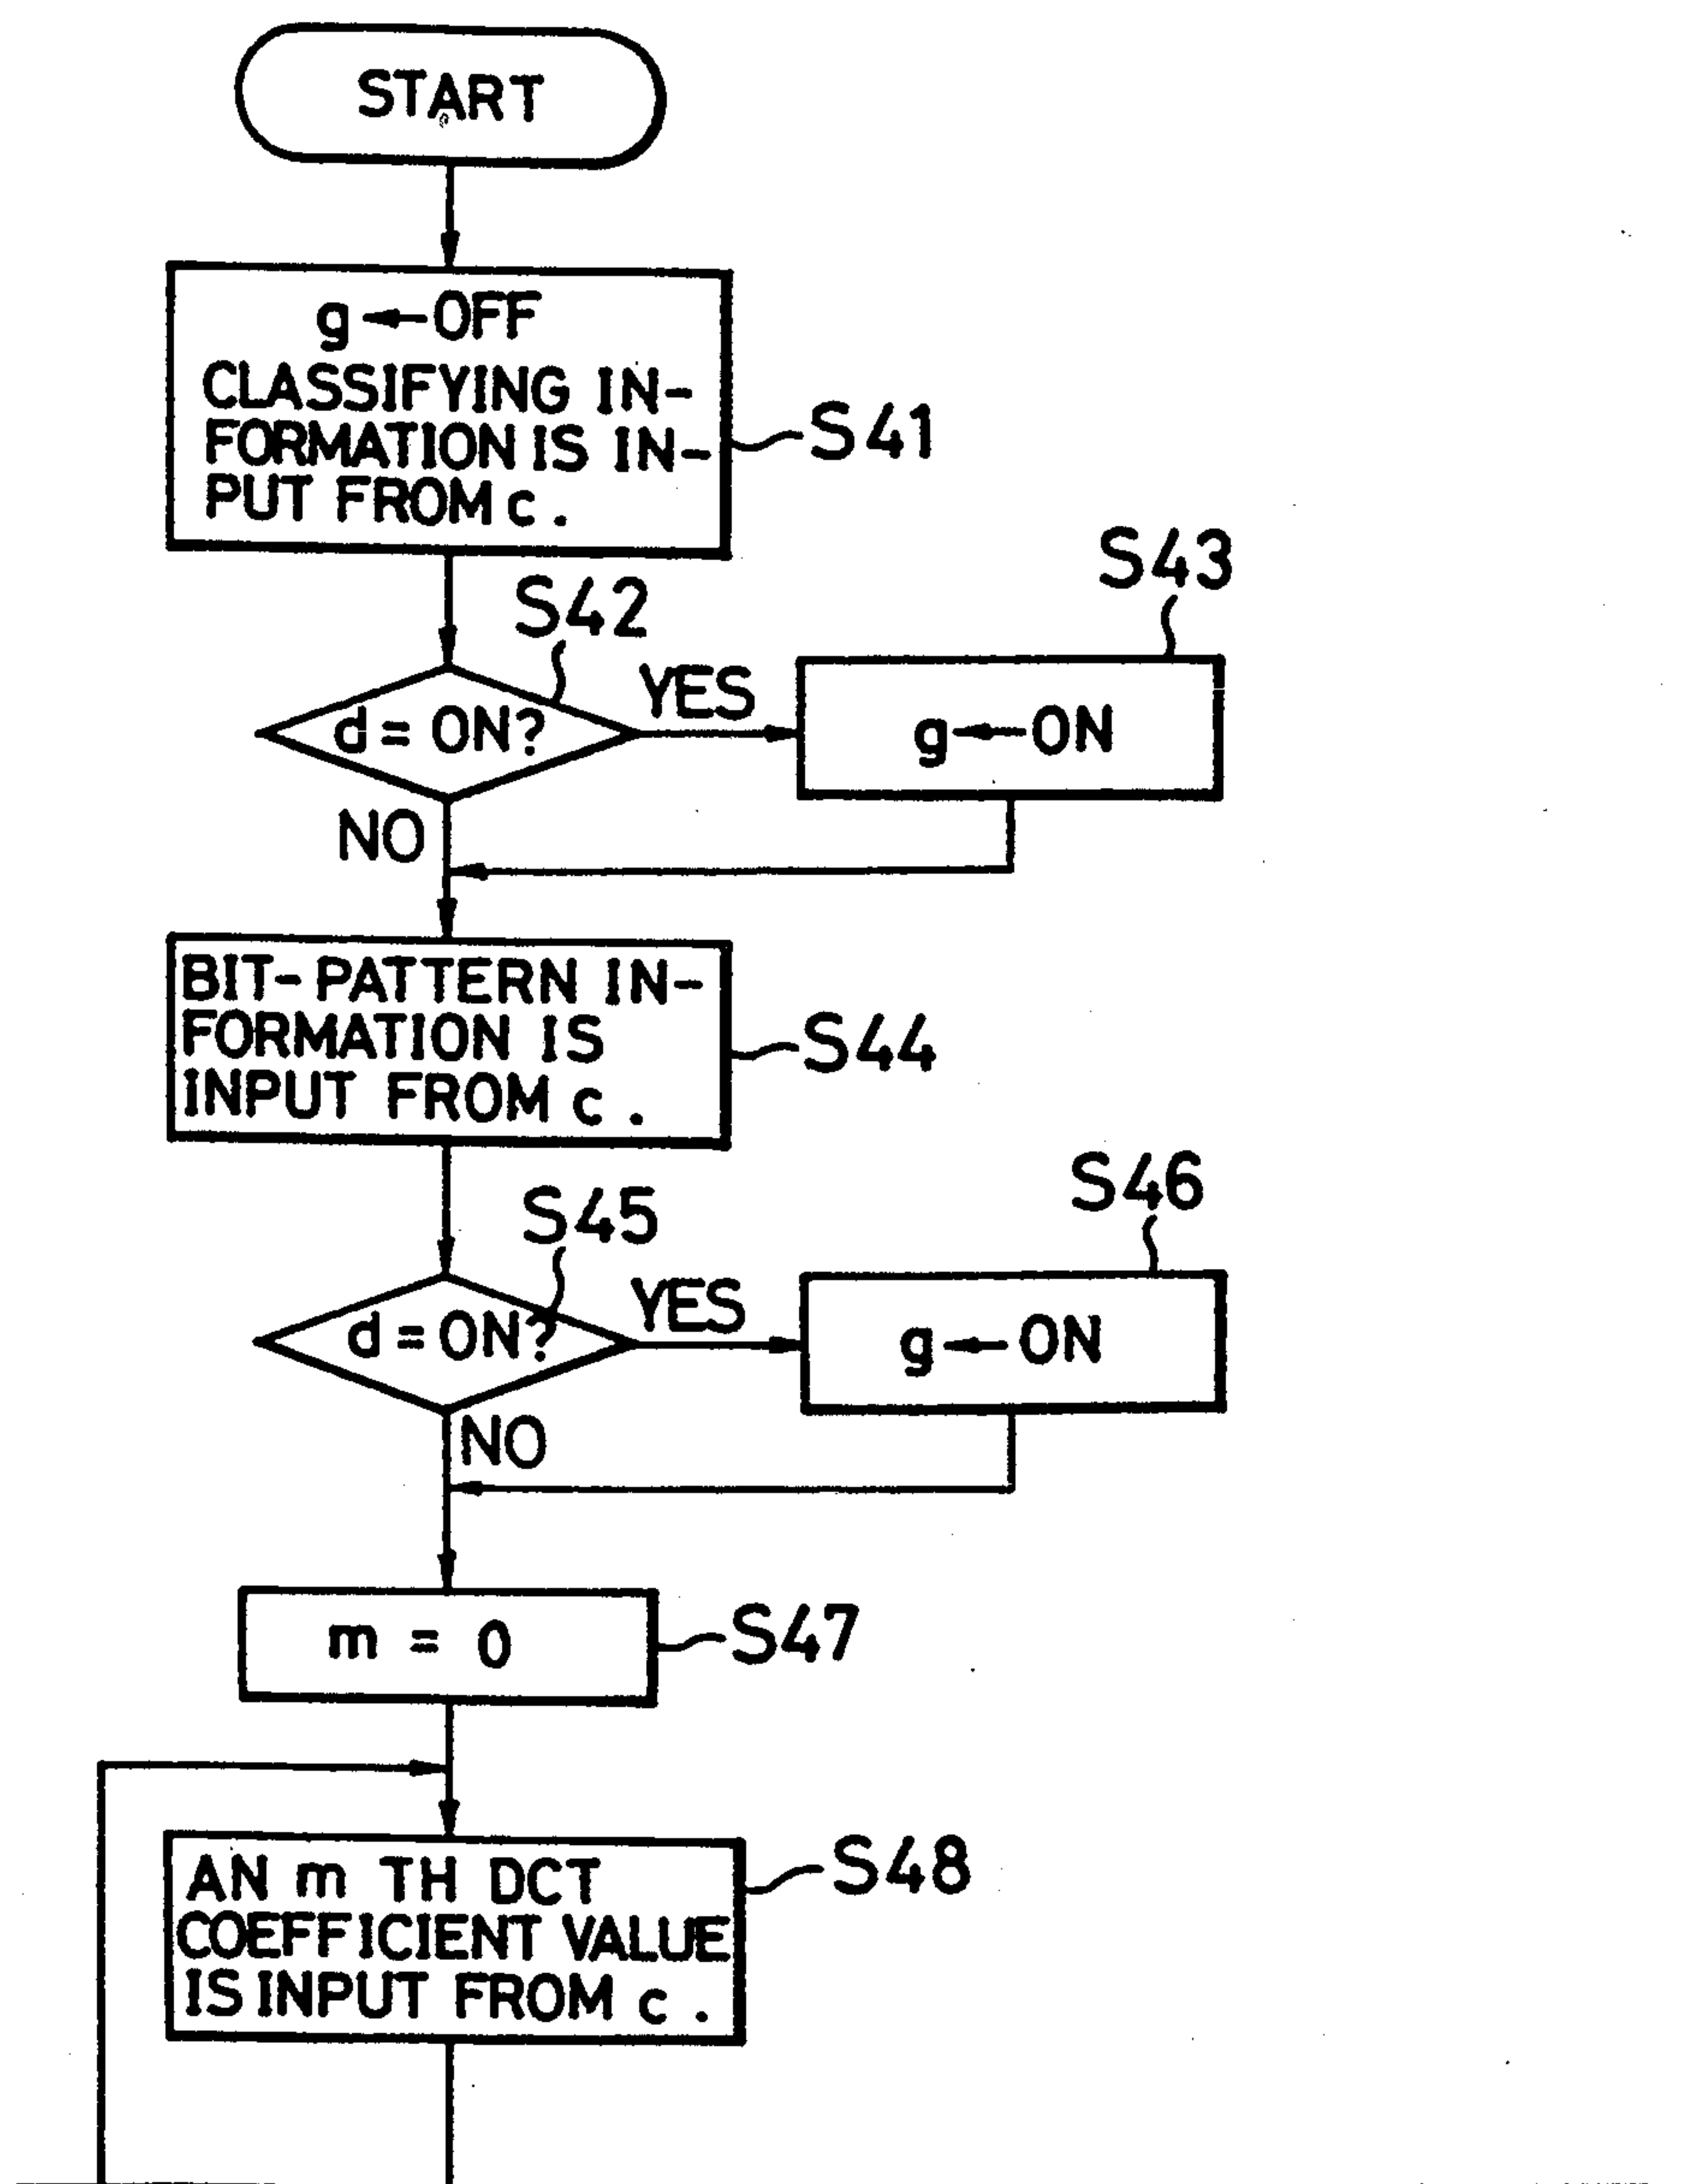 START
g←OFF
CLASSIFYING IN-
FORMATION IS IN-
PUT FROM c.
S41
S42
S43
d=ON?
YES
g←ON
NO
BIT-PATTERN IN-
FORMATION IS
INPUT FROM c.
S44
S45
S46
d=ON?
YES
g←ON
NO
m = 0
S47
AN m TH DCT
COEFFICIENT VALUE
IS INPUT FROM c.
S48